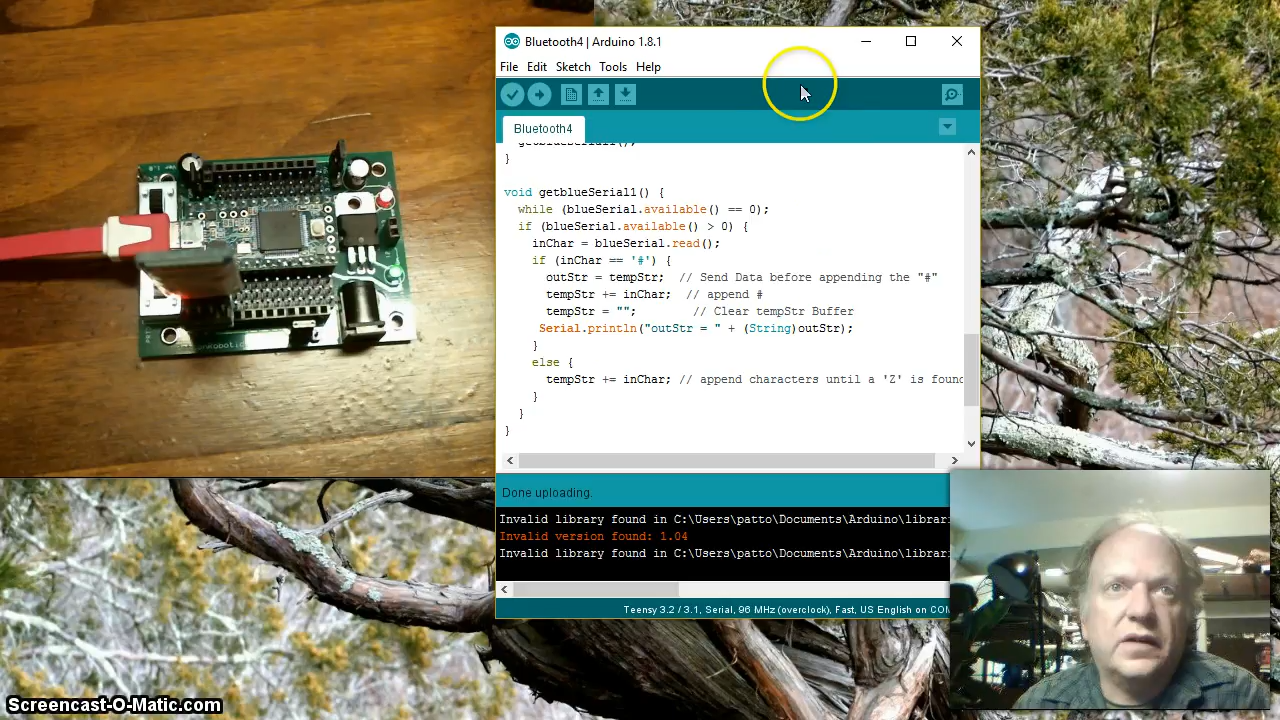 Bluetooth4 | Arduino 1.8.1
File Edit Sketch Tools Help
Bluetooth4
}
void getblueSerial1() {
while (blueSerial.available() == 0);
if (blueSerial.available() > 0) {
inChar = blueSerial.read();
if (inChar == '#') {
outStr = tempStr; // Send Data before appending the "#"
tempStr += inChar; // append #
tempStr = ""; // Clear tempStr Buffer
Serial.println("outStr = " + (String)outStr);
}
else {
tempStr += inChar; // append characters until a 'Z' is found
}
}
}
Done uploading.
Invalid library found in C:\Users\patto\Documents\Arduino\librar
Invalid version found: 1.04
Invalid library found in C:\Users\patto\Documents\Arduino\librar
Teensy 3.2 / 3.1, Serial, 96 MHz (overclock), Fast, US English on COM
Screencast-O-Matic.com